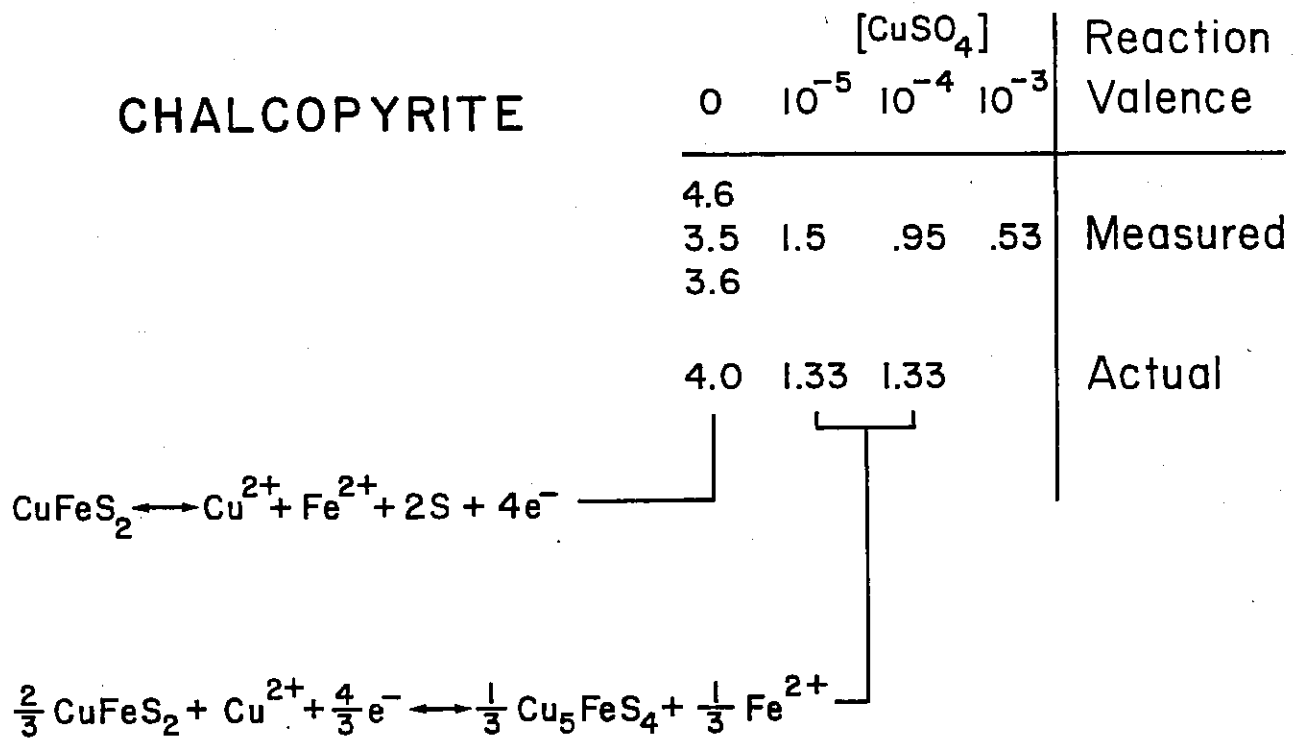 [CuSO₄] Reaction
CHALCOPYRITE 0 10⁻⁵ 10⁻⁴ 10⁻³ Valence
4.6
3.5 1.5 .95 .53 Measured
3.6
4.0 1.33 1.33 Actual
CuFeS₂ ⟷ Cu²⁺ + Fe²⁺ + 2S + 4e⁻
2/3 CuFeS₂ + Cu²⁺ + 4/3 e⁻ ⟷ 1/3 Cu₅FeS₄ + 1/3 Fe²⁺